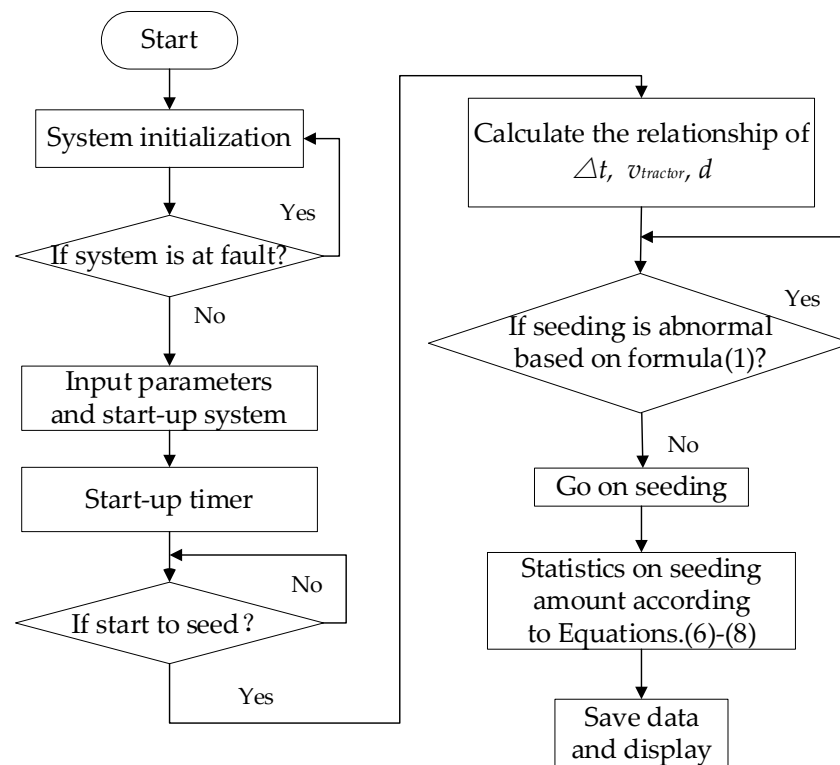 Start
System initialization
Yes
If system is at fault?
No
Input parameters
and start-up system
Start-up timer
No
If start to seed?
Yes
Calculate the relationship of
△t, vtractor, d
Yes
If seeding is abnormal
based on formula(1)?
No
Go on seeding
Statistics on seeding
amount according
to Equations.(6)-(8)
Save data
and display